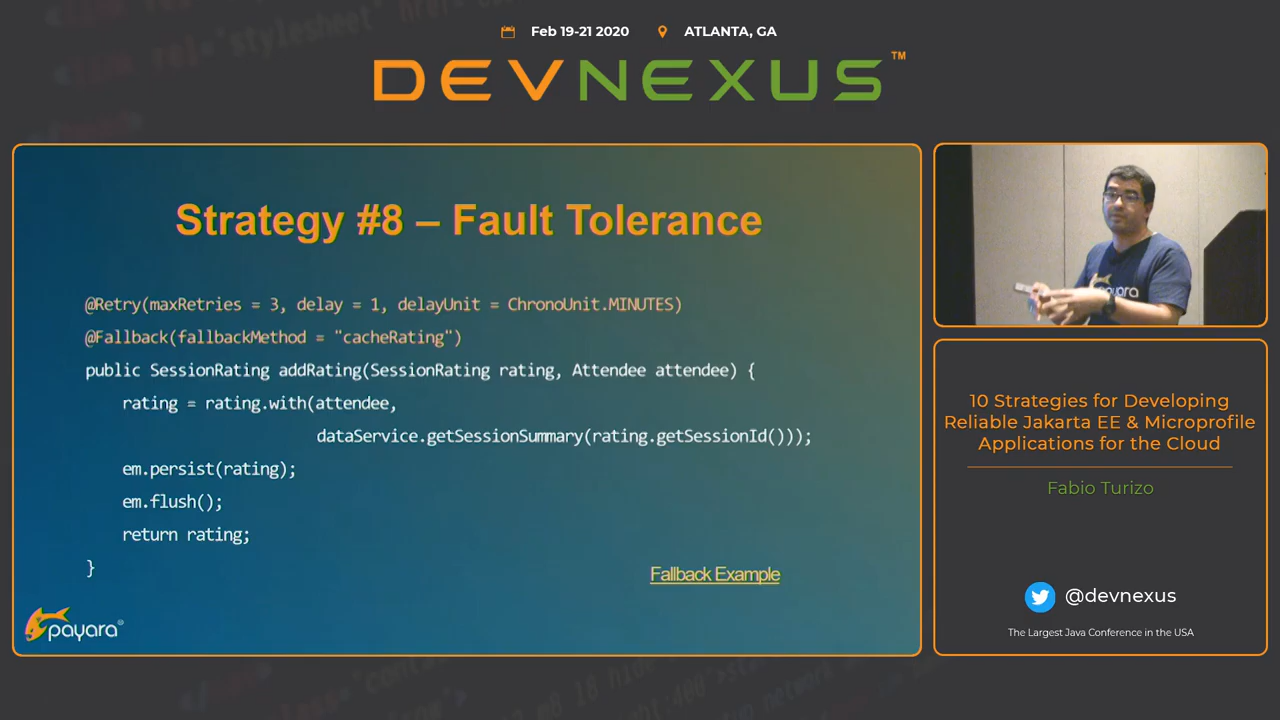 Feb 19-21 2020
ATLANTA, GA
DEVNEXUS™
Strategy #8 – Fault Tolerance
@Retry(maxRetries = 3, delay = 1, delayUnit = ChronoUnit.MINUTES)
@Fallback(fallbackMethod = "cacheRating")
public SessionRating addRating(SessionRating rating, Attendee attendee) {
rating = rating.with(attendee,
dataService.getSessionSummary(rating.getSessionId()));
em.persist(rating);
em.flush();
return rating;
}
Fallback Example
payara®
payara
10 Strategies for Developing
Reliable Jakarta EE & Microprofile
Applications for the Cloud
Fabio Turizo
@devnexus
The Largest Java Conference in the USA